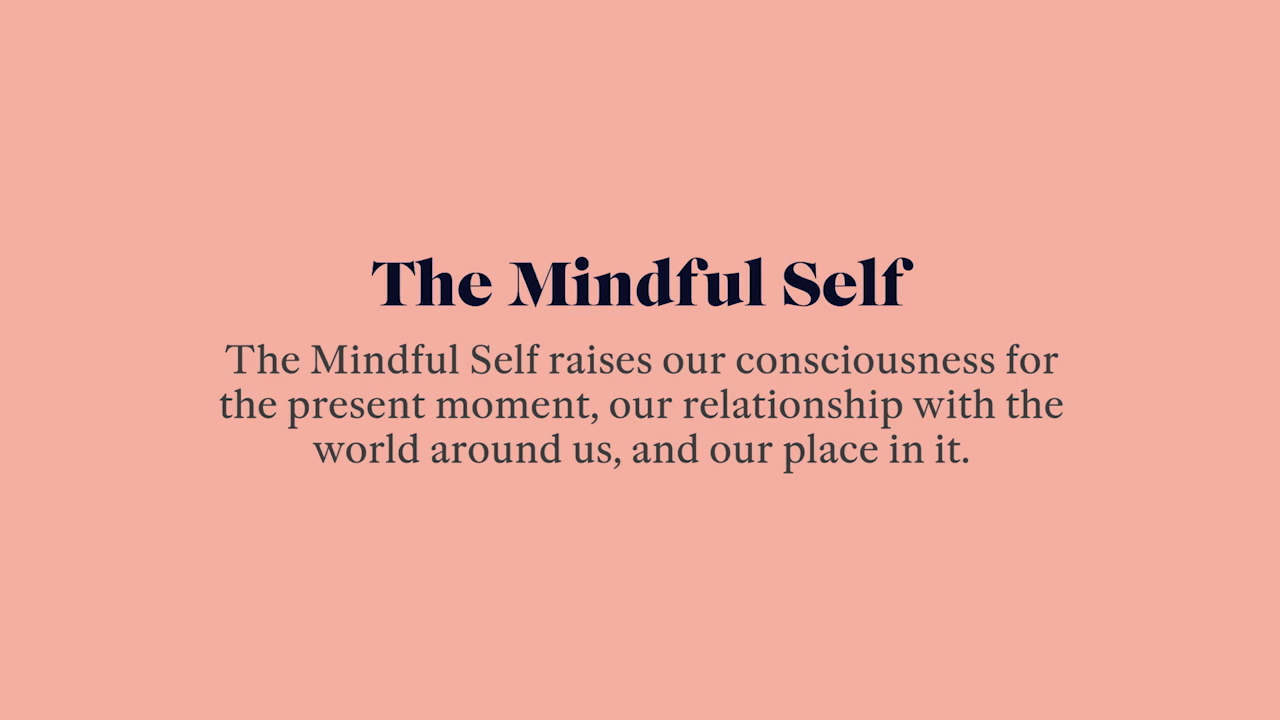 The Mindful Self
The Mindful Self raises our consciousness for
the present moment, our relationship with the
world around us, and our place in it.